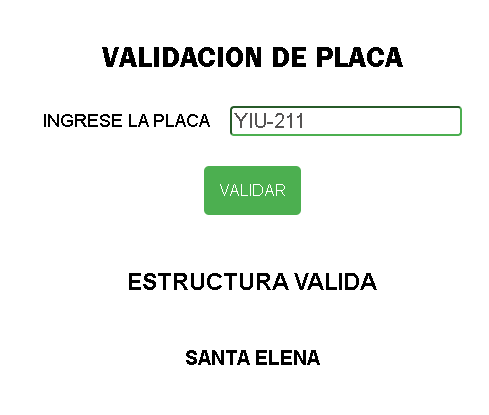 VALIDACION DE PLACA
INGRESE LA PLACA YIU-211
VALIDAR
ESTRUCTURA VALIDA
SANTA ELENA